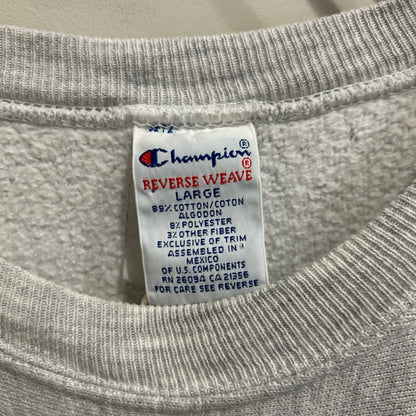 Champion®
REVERSE WEAVE®
LARGE
89% COTTON/COTON
ALGODON
8% POLYESTER
3% OTHER FIBER
EXCLUSIVE OF TRIM
ASSEMBLED IN
MEXICO
OF U.S. COMPONENTS
RN 26094 CA 21356
FOR CARE SEE REVERSE